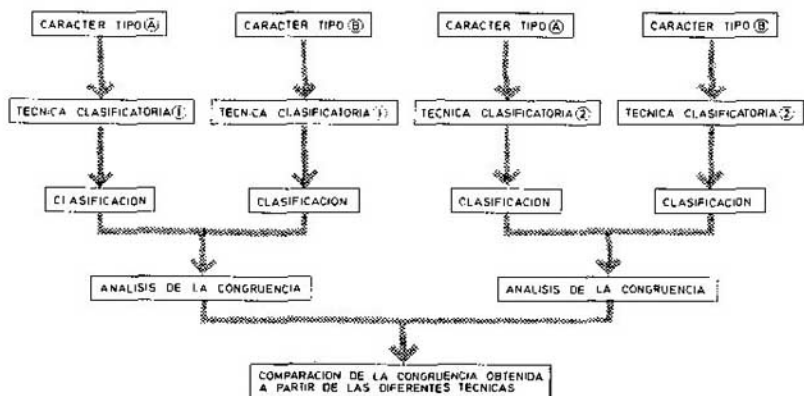 CARACTER TIPO Ⓐ
CARACTER TIPO Ⓑ
CARACTER TIPO Ⓐ
CARACTER TIPO Ⓑ
TECNICA CLASIFICATORIA ①
TECNICA CLASIFICATORIA ①
TECNICA CLASIFICATORIA ②
TECNICA CLASIFICATORIA ②
CLASIFICACION
CLASIFICACION
CLASIFICACION
CLASIFICACION
ANALISIS DE LA CONGRUENCIA
ANALISIS DE LA CONGRUENCIA
COMPARACION DE LA CONGRUENCIA OBTENIDA
A PARTIR DE LAS DIFERENTES TECNICAS